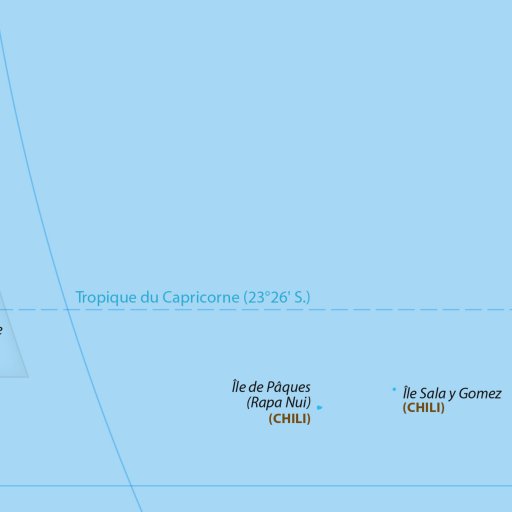 Tropique du Capricorne (23°26' S.)
Île de Pâques
(Rapa Nui)
(CHILI)
Île Sala y Gomez
(CHILI)